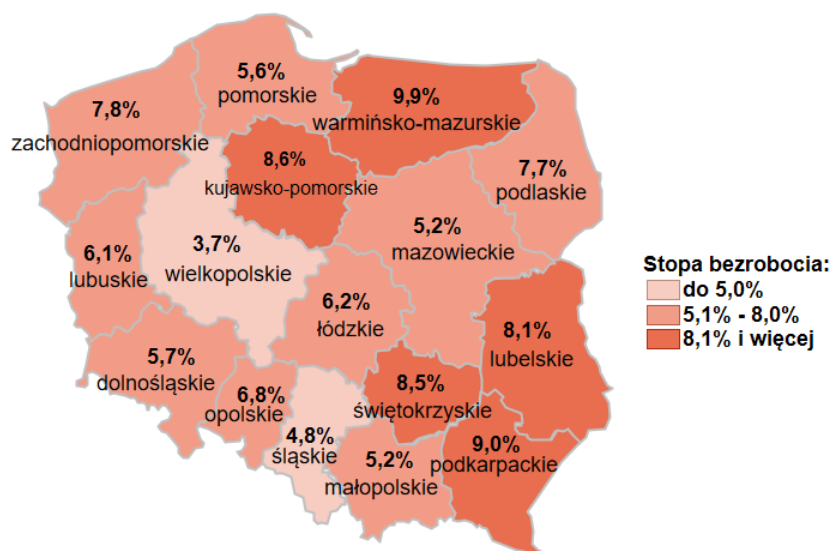 5,6%
pomorskie
7,8%
zachodniopomorskie
9,9%
warmińsko-mazurskie
8,6%
kujawsko-pomorskie
7,7%
podlaskie
5,2%
mazowieckie
6,1%
lubuskie
3,7%
wielkopolskie
6,2%
łódzkie
8,1%
lubelskie
5,7%
dolnośląskie
6,8%
opolskie
4,8%
śląskie
8,5%
świętokrzyskie
5,2%
małopolskie
9,0%
podkarpackie
Stopa bezrobocia:
do 5,0%
5,1% - 8,0%
8,1% i więcej